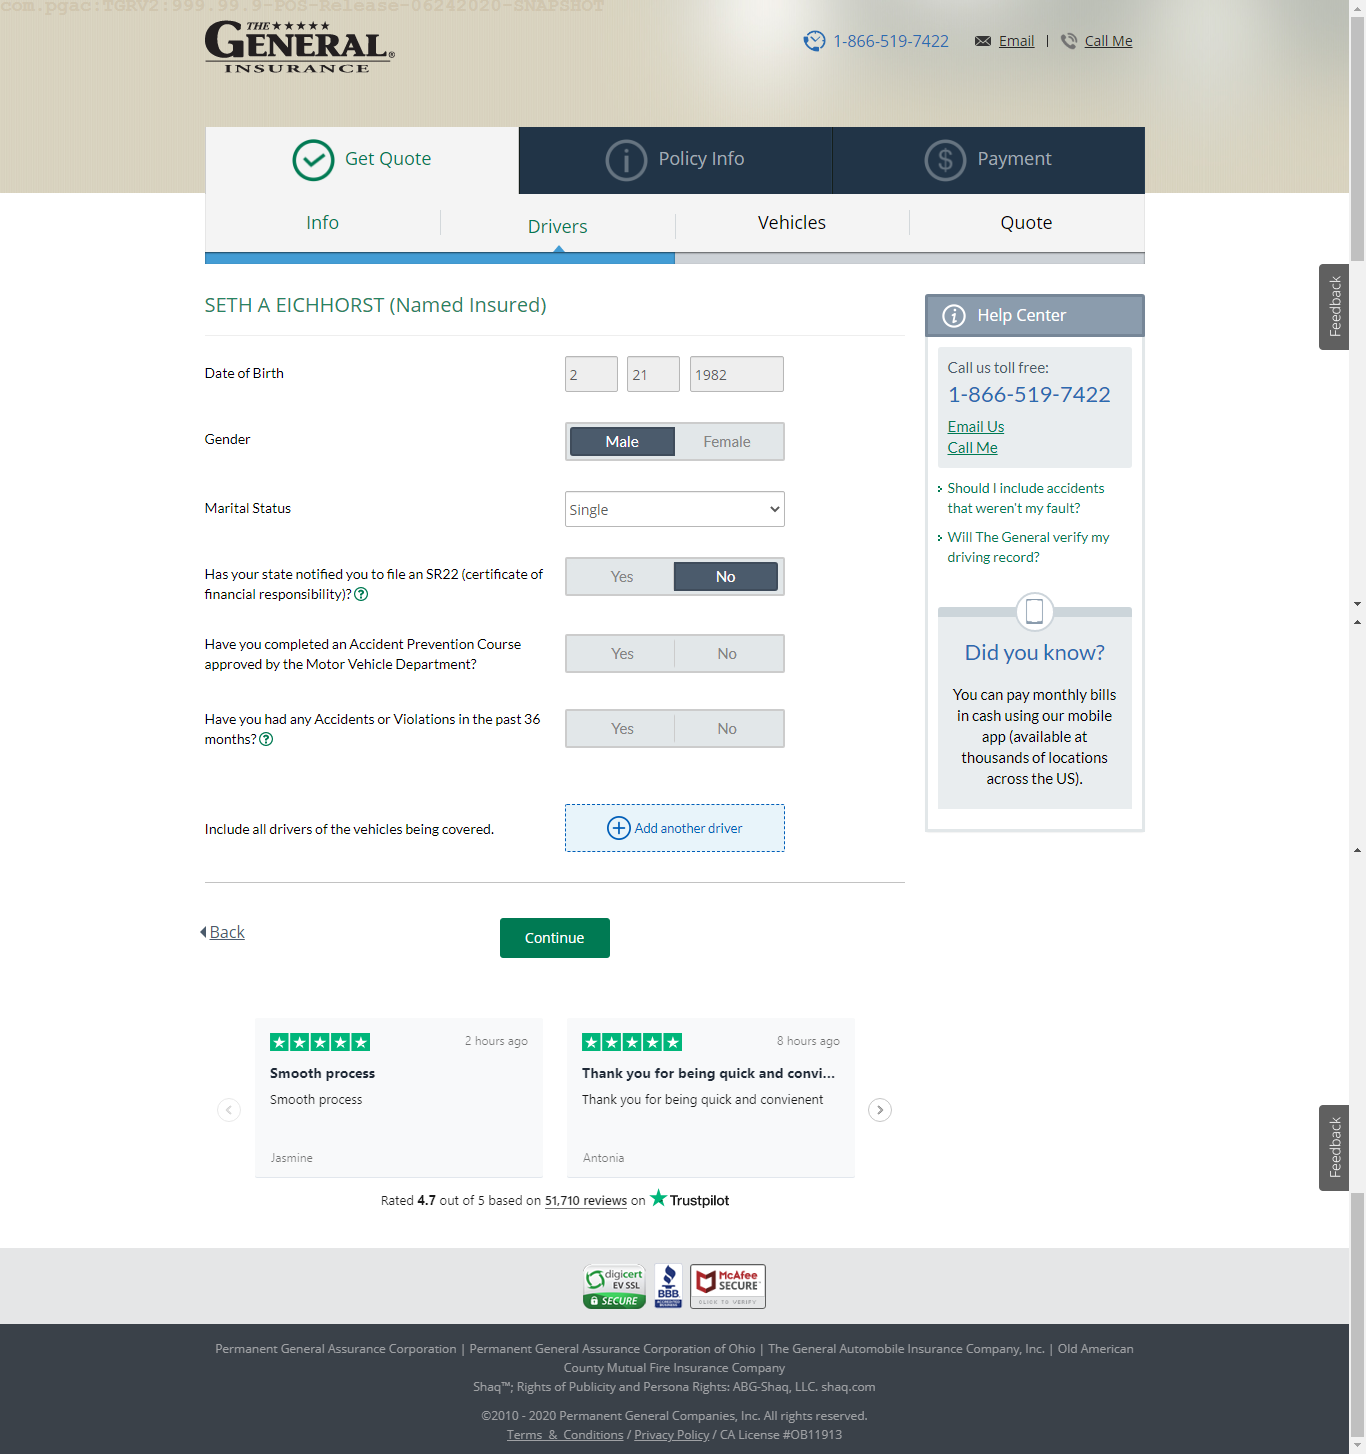 com.pgac:TGRV2:999.99.9-POS-Release-06242020-SNAPSHOT
THE
GENERAL®
INSURANCE
1-866-519-7422
Email | Call Me
Get Quote
Policy Info
Payment
Info
Drivers
Vehicles
Quote
SETH A EICHHORST (Named Insured)
Date of Birth
2
21
1982
Gender
Male
Female
Marital Status
Single
Has your state notified you to file an SR22 (certificate of
financial responsibility)?
Yes
No
Have you completed an Accident Prevention Course
approved by the Motor Vehicle Department?
Yes
No
Have you had any Accidents or Violations in the past 36
months?
Yes
No
Include all drivers of the vehicles being covered.
Add another driver
Back
Continue
Help Center
Call us toll free:
1-866-519-7422
Email Us
Call Me
Should I include accidents
that weren't my fault?
Will The General verify my
driving record?
Did you know?
You can pay monthly bills
in cash using our mobile
app (available at
thousands of locations
across the US).
Feedback
2 hours ago
Smooth process
Smooth process
Jasmine
8 hours ago
Thank you for being quick and convi...
Thank you for being quick and convienent
Antonia
Rated 4.7 out of 5 based on 51,710 reviews on Trustpilot
Feedback
digicert
EV SSL
SECURE
BBB.
ACCREDITED
BUSINESS
McAfee
SECURE
CLICK TO VERIFY
Permanent General Assurance Corporation | Permanent General Assurance Corporation of Ohio | The General Automobile Insurance Company, Inc. | Old American
County Mutual Fire Insurance Company
Shaq™; Rights of Publicity and Persona Rights: ABG-Shaq, LLC. shaq.com
©2010 - 2020 Permanent General Companies, Inc. All rights reserved.
Terms & Conditions / Privacy Policy / CA License #OB11913